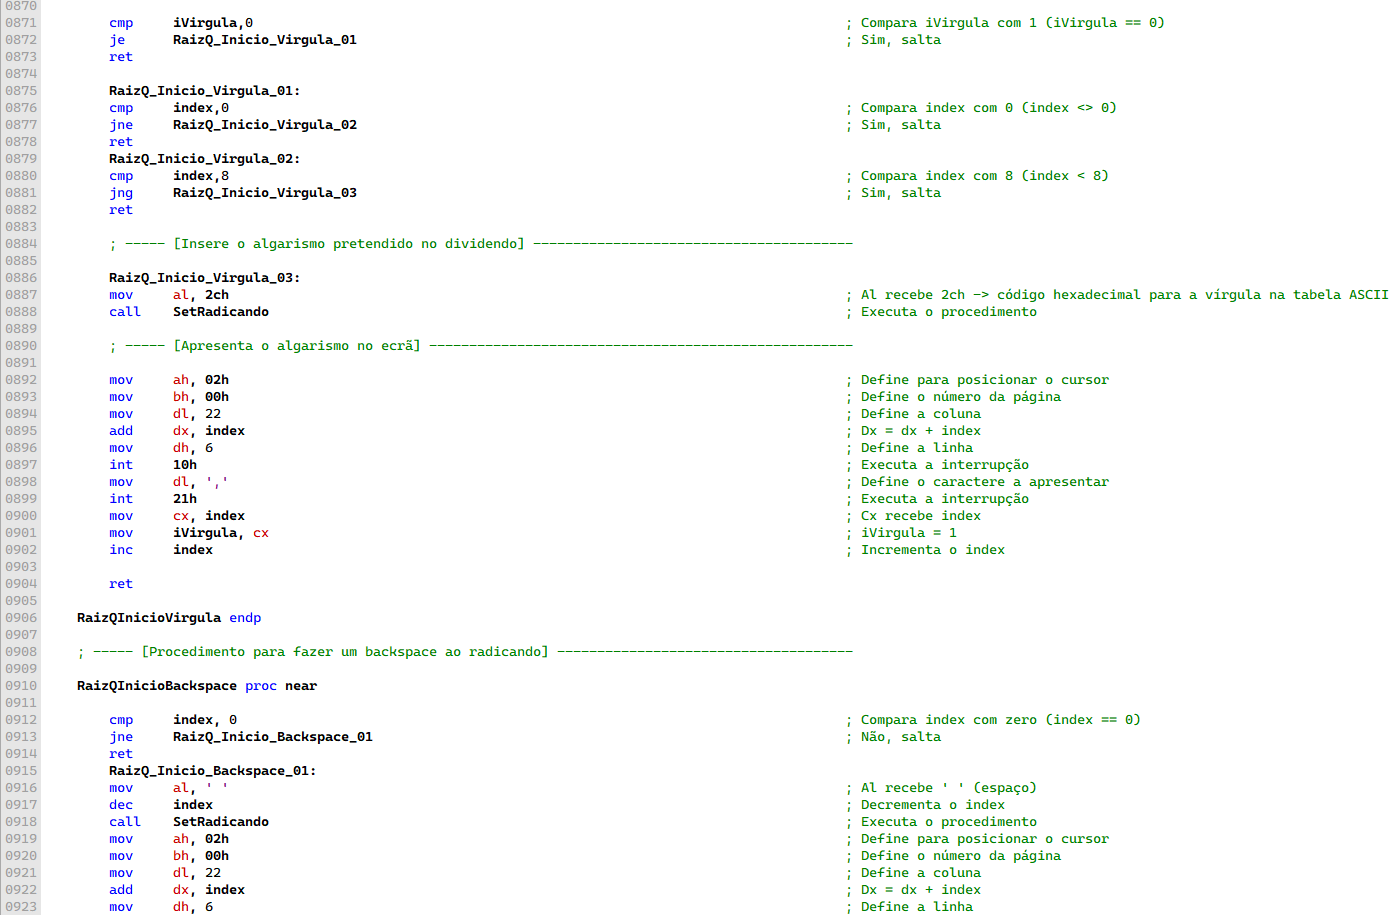 0870
0871 cmp iVirgula,0 ; Compara iVirgula com 1 (iVirgula == 0)
0872 je RaizQ_Inicio_Virgula_01 ; Sim, salta
0873 ret
0874
0875 RaizQ_Inicio_Virgula_01:
0876 cmp index,0 ; Compara index com 0 (index <> 0)
0877 jne RaizQ_Inicio_Virgula_02 ; Sim, salta
0878 ret
0879 RaizQ_Inicio_Virgula_02:
0880 cmp index,8 ; Compara index com 8 (index < 8)
0881 jng RaizQ_Inicio_Virgula_03 ; Sim, salta
0882 ret
0883
0884 ; ----- [Insere o algarismo pretendido no dividendo] ----------------------------------------
0885
0886 RaizQ_Inicio_Virgula_03:
0887 mov al, 2ch ; Al recebe 2ch -> código hexadecimal para a vírgula na tabela ASCII
0888 call SetRadicando ; Executa o procedimento
0889
0890 ; ----- [Apresenta o algarismo no ecrã] -----------------------------------------------------
0891
0892 mov ah, 02h ; Define para posicionar o cursor
0893 mov bh, 00h ; Define o número da página
0894 mov dl, 22 ; Define a coluna
0895 add dx, index ; Dx = dx + index
0896 mov dh, 6 ; Define a linha
0897 int 10h ; Executa a interrupção
0898 mov dl, ',' ; Define o caractere a apresentar
0899 int 21h ; Executa a interrupção
0900 mov cx, index ; Cx recebe index
0901 mov iVirgula, cx ; iVirgula = 1
0902 inc index ; Incrementa o index
0903
0904 ret
0905
0906 RaizQInicioVirgula endp
0907
0908 ; ----- [Procedimento para fazer um backspace ao radicando] -------------------------------------
0909
0910 RaizQInicioBackspace proc near
0911
0912 cmp index, 0 ; Compara index com zero (index == 0)
0913 jne RaizQ_Inicio_Backspace_01 ; Não, salta
0914 ret
0915 RaizQ_Inicio_Backspace_01:
0916 mov al, ' ' ; Al recebe ' ' (espaço)
0917 dec index ; Decrementa o index
0918 call SetRadicando ; Executa o procedimento
0919 mov ah, 02h ; Define para posicionar o cursor
0920 mov bh, 00h ; Define o número da página
0921 mov dl, 22 ; Define a coluna
0922 add dx, index ; Dx = dx + index
0923 mov dh, 6 ; Define a linha